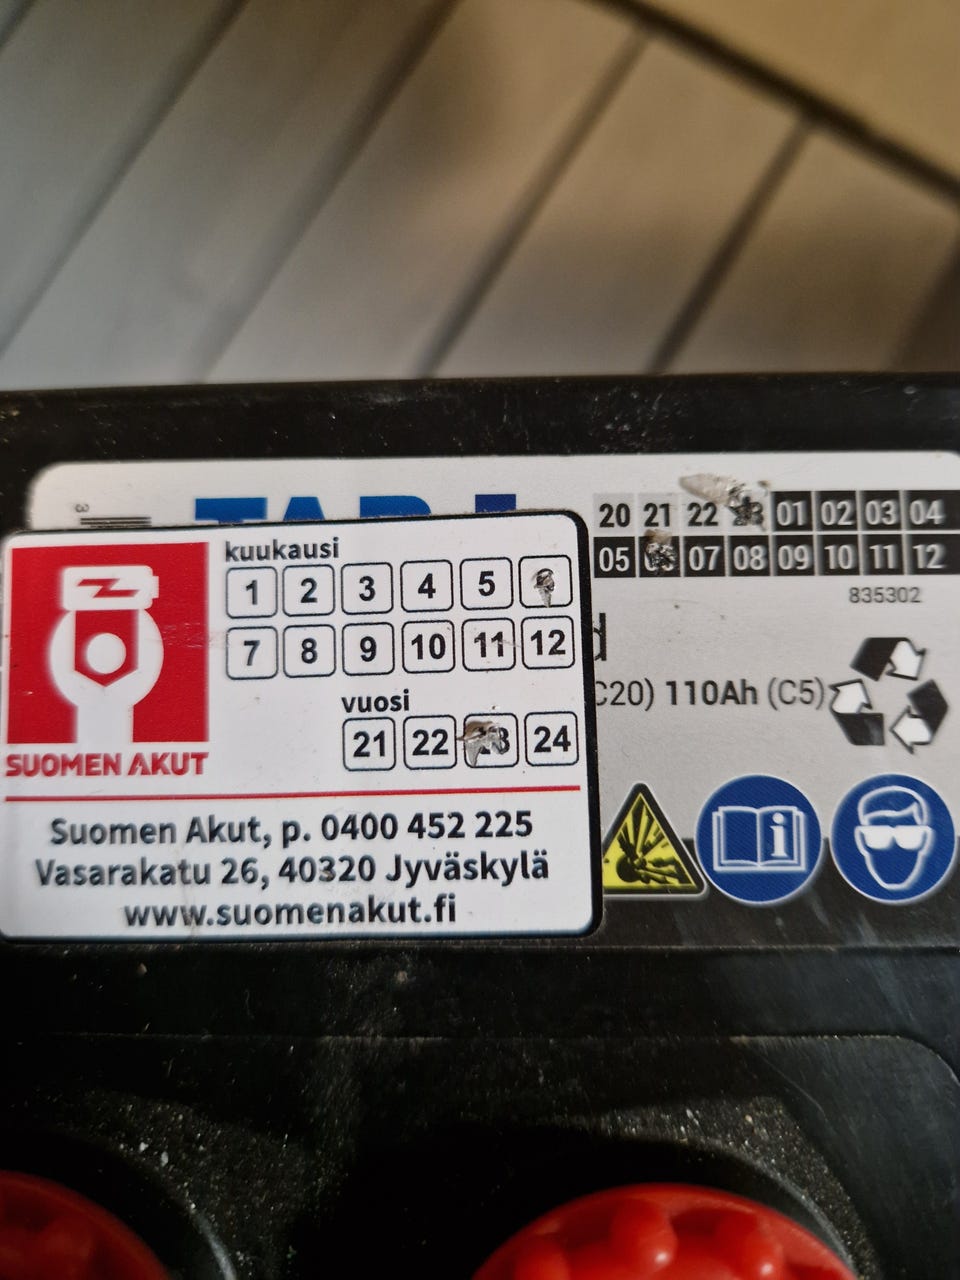 20 21 22 01 02 03 04
05 07 08 09 10 11 12
835302
C20) 110Ah (C5)
kuukausi
1 2 3 4 5
7 8 9 10 11 12
vuosi
21 22 23 24
SUOMEN AKUT
Suomen Akut, p. 0400 452 225
Vasarakatu 26, 40320 Jyväskylä
www.suomenakut.fi